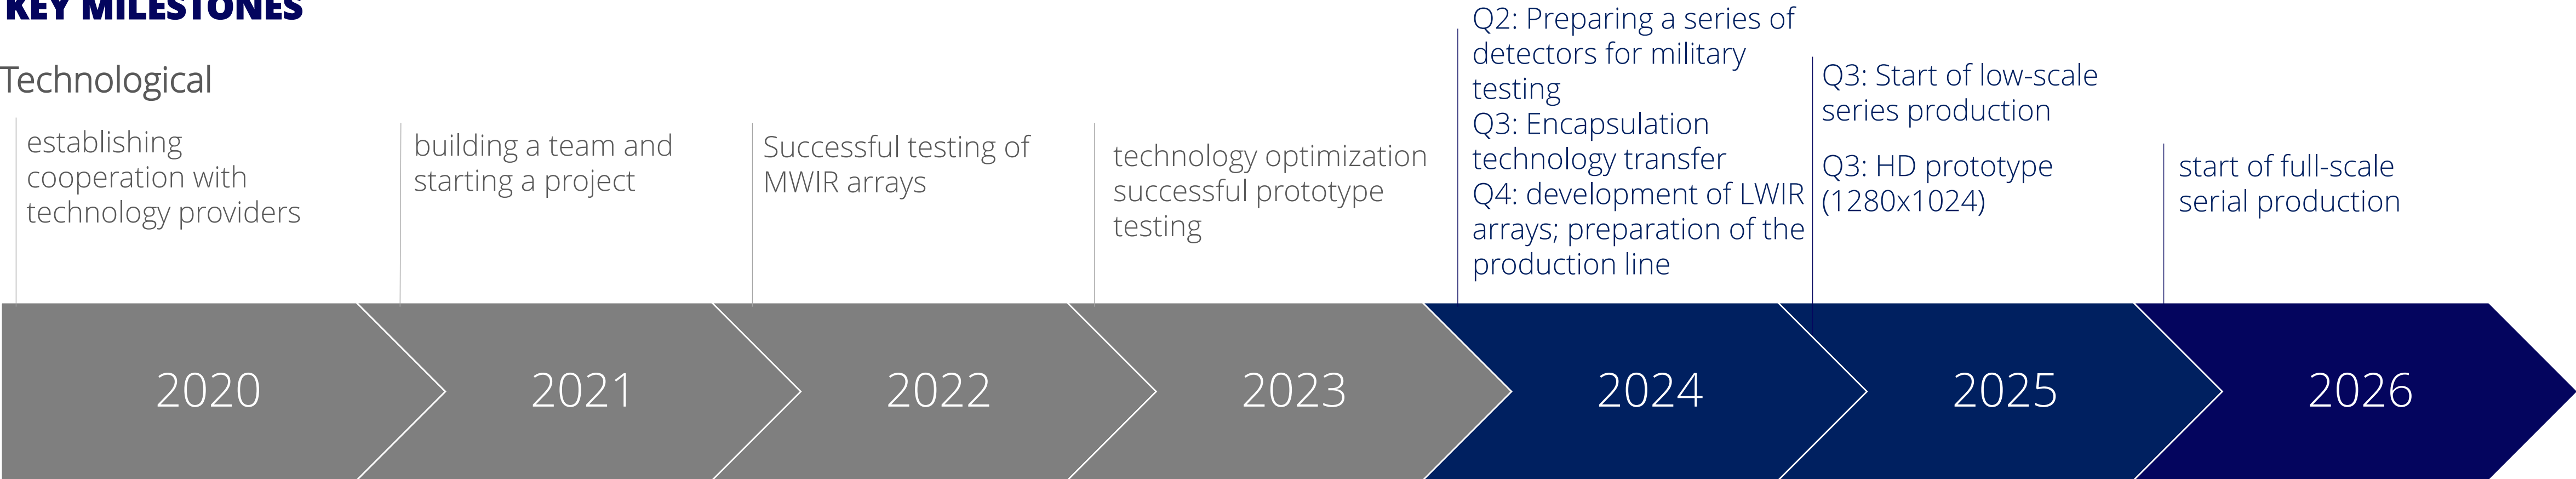 KEY MILESTONES
Technological
establishing
cooperation with
technology providers
building a team and
starting a project
Successful testing of
MWIR arrays
technology optimization
successful prototype
testing
Q2: Preparing a series of
detectors for military
testing
Q3: Encapsulation
technology transfer
Q4: development of LWIR
arrays; preparation of the
production line
Q3: Start of low-scale
series production
Q3: HD prototype
(1280x1024)
start of full-scale
serial production
2020
2021
2022
2023
2024
2025
2026